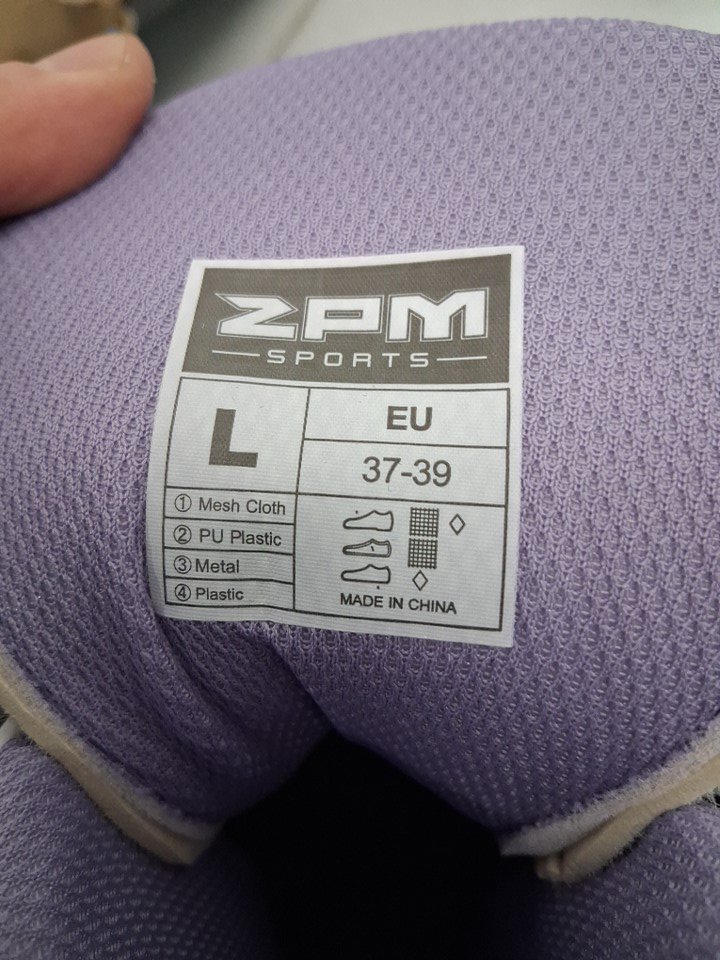 ZPM
SPORTS
L
EU
37-39
① Mesh Cloth
② PU Plastic
③ Metal
④ Plastic
MADE IN CHINA